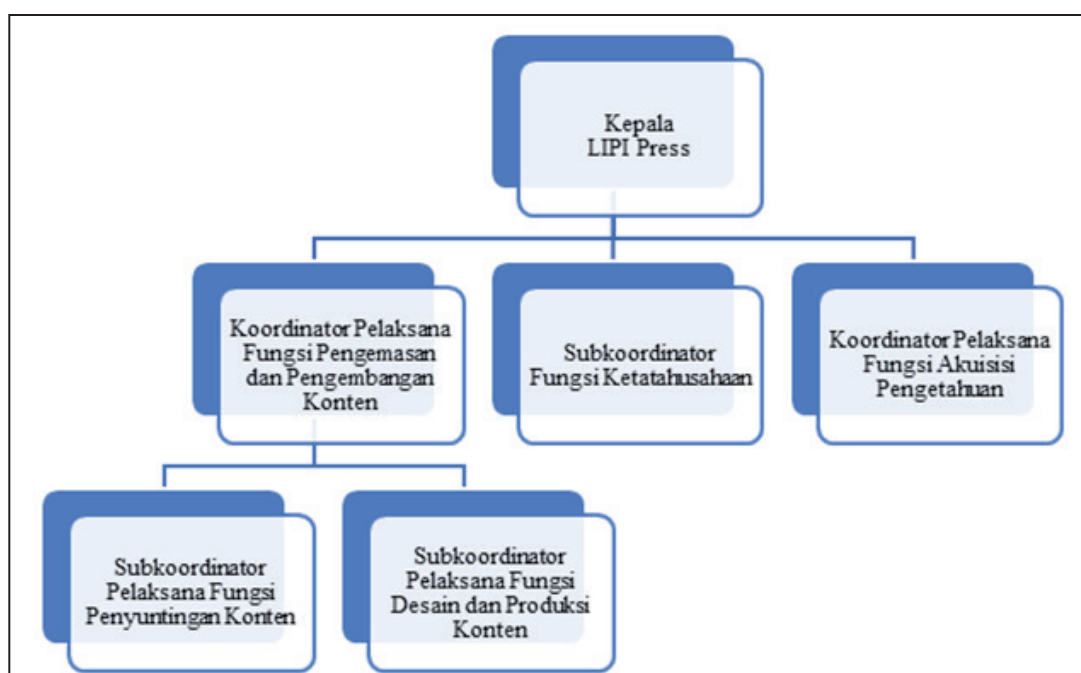 Kepala
LIPI Press
Koordinator Pelaksana
Fungsi Pengemasan
dan Pengembangan
Konten
Subkoordinator
Fungsi Ketatahusahaan
Koordinator Pelaksana
Fungsi Akuisisi
Pengetahuan
Subkoordinator
Pelaksana Fungsi
Penyuntingan Konten
Subkoordinator
Pelaksana Fungsi
Desain dan Produksi
Konten